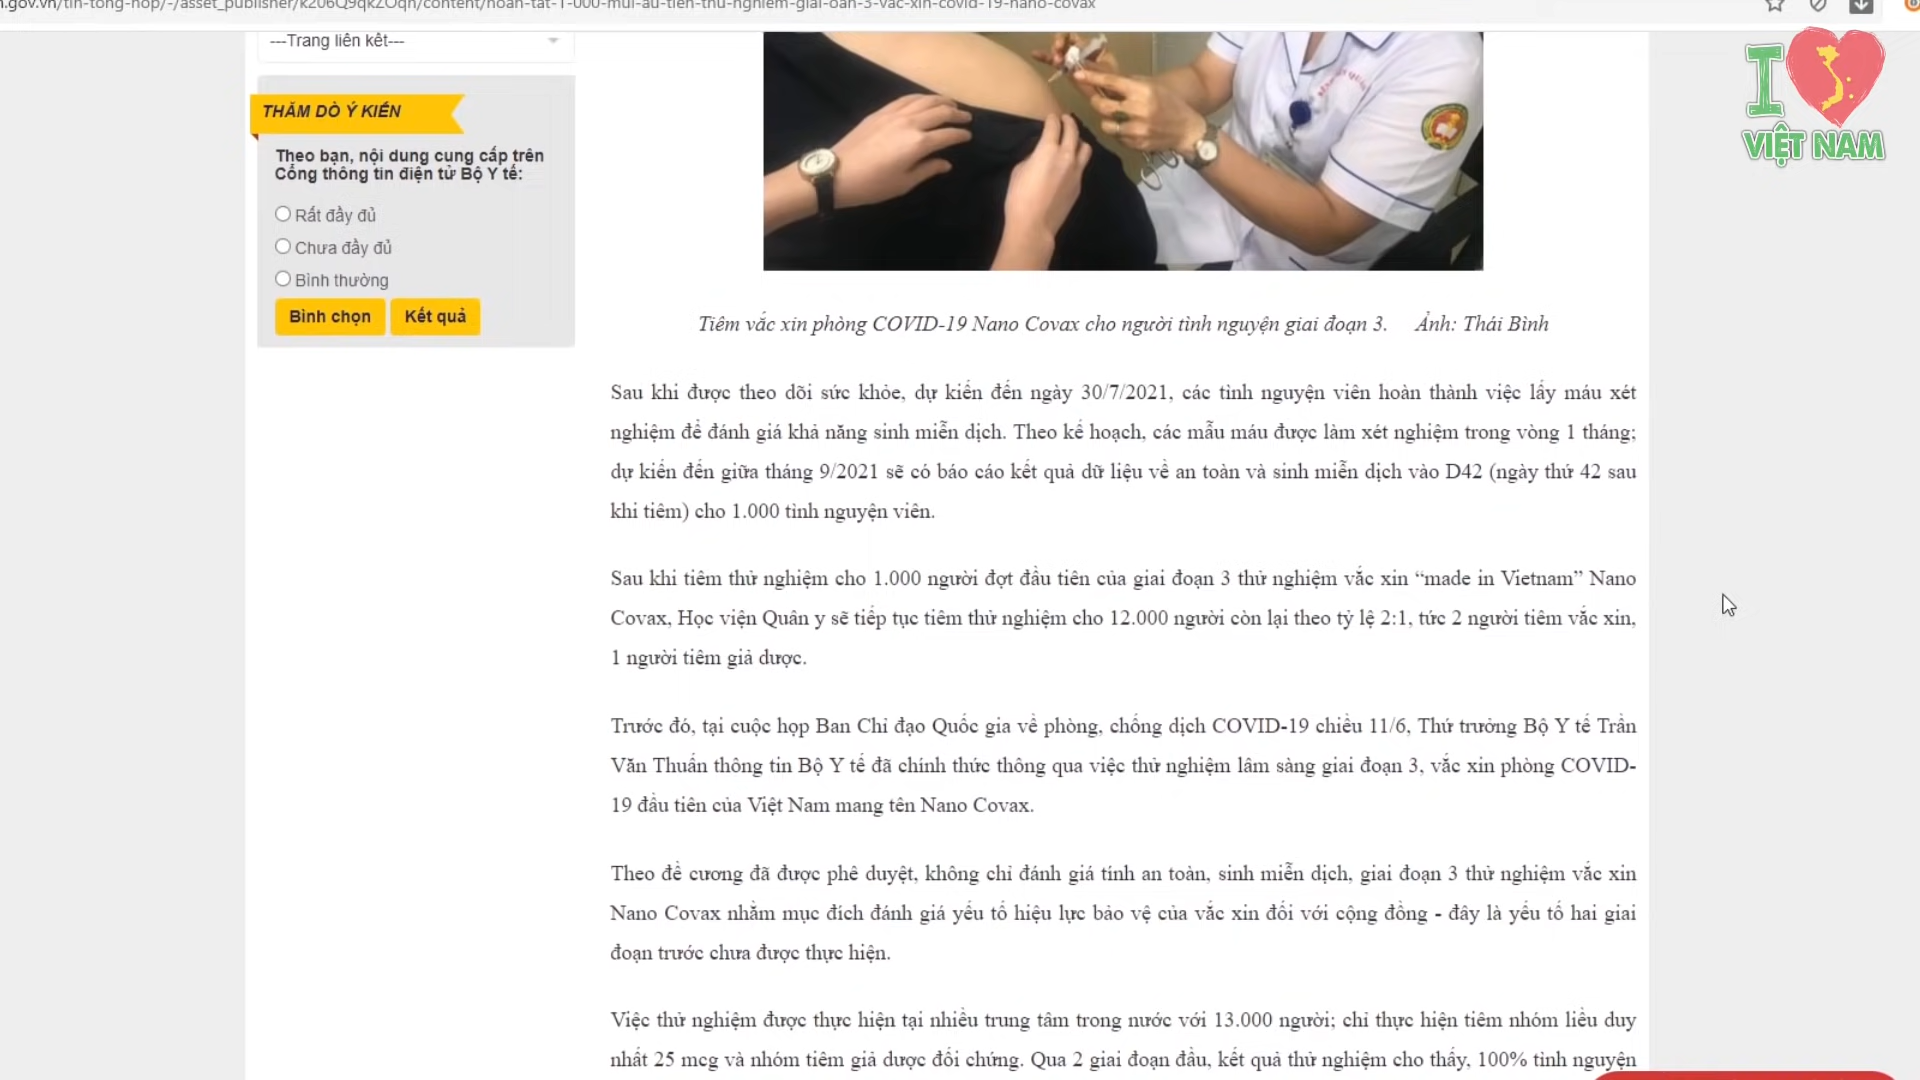 .gov.vn/tin-tong-hop/-/asset_publisher/k206Q9qkZOqh/content/hoan-tat-1-000-mui-au-tien-thu-nghiem-giai-oan-3-vac-xin-covid-19-nano-covax
---Trang liên kết---
I
VIỆT NAM
THĂM DÒ Ý KIẾN
Theo bạn, nội dung cung cấp trên
Cổng thông tin điện tử Bộ Y tế:
Rất đầy đủ
Chưa đầy đủ
Bình thường
Bình chọn Kết quả
Tiêm vắc xin phòng COVID-19 Nano Covax cho người tình nguyện giai đoạn 3. Ảnh: Thái Bình
Sau khi được theo dõi sức khỏe, dự kiến đến ngày 30/7/2021, các tình nguyện viên hoàn thành việc lấy máu xét
nghiệm để đánh giá khả năng sinh miễn dịch. Theo kế hoạch, các mẫu máu được làm xét nghiệm trong vòng 1 tháng;
dự kiến đến giữa tháng 9/2021 sẽ có báo cáo kết quả dữ liệu về an toàn và sinh miễn dịch vào D42 (ngày thứ 42 sau
khi tiêm) cho 1.000 tình nguyện viên.
Sau khi tiêm thử nghiệm cho 1.000 người đợt đầu tiên của giai đoạn 3 thử nghiệm vắc xin “made in Vietnam” Nano
Covax, Học viện Quân y sẽ tiếp tục tiêm thử nghiệm cho 12.000 người còn lại theo tỷ lệ 2:1, tức 2 người tiêm vắc xin,
1 người tiêm giả dược.
Trước đó, tại cuộc họp Ban Chỉ đạo Quốc gia về phòng, chống dịch COVID-19 chiều 11/6, Thứ trưởng Bộ Y tế Trần
Văn Thuấn thông tin Bộ Y tế đã chính thức thông qua việc thử nghiệm lâm sàng giai đoạn 3, vắc xin phòng COVID-
19 đầu tiên của Việt Nam mang tên Nano Covax.
Theo đề cương đã được phê duyệt, không chỉ đánh giá tính an toàn, sinh miễn dịch, giai đoạn 3 thử nghiệm vắc xin
Nano Covax nhằm mục đích đánh giá yếu tố hiệu lực bảo vệ của vắc xin đối với cộng đồng - đây là yếu tố hai giai
đoạn trước chưa được thực hiện.
Việc thử nghiệm được thực hiện tại nhiều trung tâm trong nước với 13.000 người; chỉ thực hiện tiêm nhóm liều duy
nhất 25 mcg và nhóm tiêm giả dược đối chứng. Qua 2 giai đoạn đầu, kết quả thử nghiệm cho thấy, 100% tình nguyện